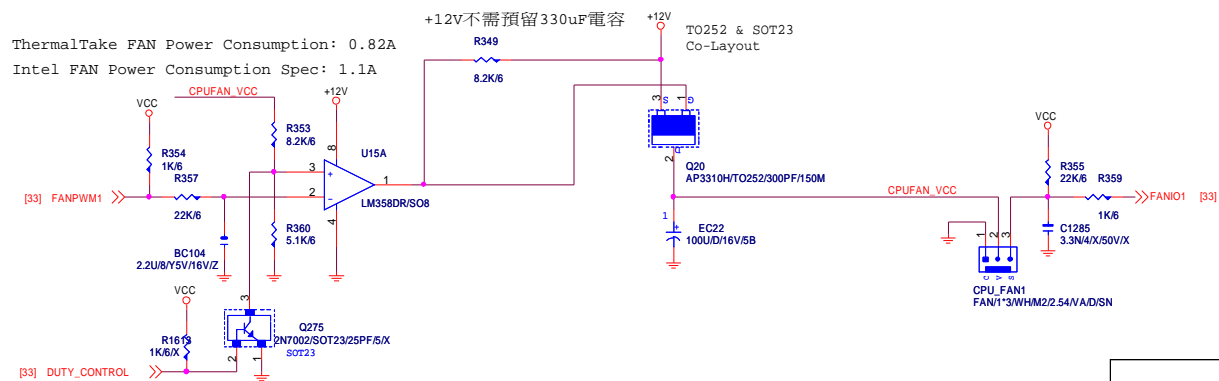 +12V不需預留330uF電容
+12V
TO252 & SOT23
Co-Layout
ThermalTake FAN Power Consumption: 0.82A
Intel FAN Power Consumption Spec: 1.1A
R349
8.2K/6
VCC
CPUFAN_VCC
+12V
R353
8.2K/6
R354
1K/6
U15A
8
3
+
1
2
-
4
LM358DR/SO8
[33] FANPWM1
R357
22K/6
R360
5.1K/6
BC104
2.2U/8/Y5V/16V/Z
3
S
1
G
D
2
Q20
AP3310H/TO252/300PF/150M
CPUFAN_VCC
1
+
EC22
100U/D/16V/5B
VCC
R355
22K/6
R359
1K/6
FANIO1 [33]
C1285
3.3N/4/X/50V/X
1
2
3
G
V
S
CPU_FAN1
FAN/1*3/WH/M2/2.54/VA/D/SN
VCC
R1613
1K/6/X
3
2
1
Q275
2N7002/SOT23/25PF/5/X
SOT23
[33] DUTY_CONTROL